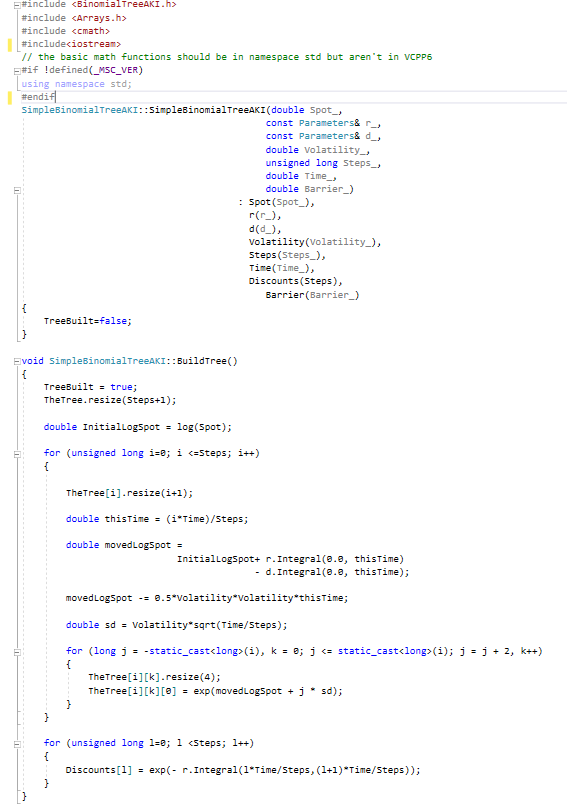 #include <BinomialTreeAKI.h>
#include <Arrays.h>
#include <cmath>
#include<iostream>
// the basic math functions should be in namespace std but aren't in VCPP6
#if !defined(_MSC_VER)
using namespace std;
#endif
SimpleBinomialTreeAKI::SimpleBinomialTreeAKI(double Spot_,
const Parameters& r_,
const Parameters& d_,
double Volatility_,
unsigned long Steps_,
double Time_,
double Barrier_)
: Spot(Spot_),
r(r_),
d(d_),
Volatility(Volatility_),
Steps(Steps_),
Time(Time_),
Discounts(Steps),
Barrier(Barrier_)
{
TreeBuilt=false;
}
void SimpleBinomialTreeAKI::BuildTree()
{
TreeBuilt = true;
TheTree.resize(Steps+1);
double InitialLogSpot = log(Spot);
for (unsigned long i=0; i <=Steps; i++)
{
TheTree[i].resize(i+1);
double thisTime = (i*Time)/Steps;
double movedLogSpot =
InitialLogSpot+ r.Integral(0.0, thisTime)
- d.Integral(0.0, thisTime);
movedLogSpot -= 0.5*Volatility*Volatility*thisTime;
double sd = Volatility*sqrt(Time/Steps);
for (long j = -static_cast<long>(i), k = 0; j <= static_cast<long>(i); j = j + 2, k++)
{
TheTree[i][k].resize(4);
TheTree[i][k][0] = exp(movedLogSpot + j * sd);
}
}
for (unsigned long l=0; l <Steps; l++)
{
Discounts[l] = exp(- r.Integral(l*Time/Steps,(l+1)*Time/Steps));
}
}